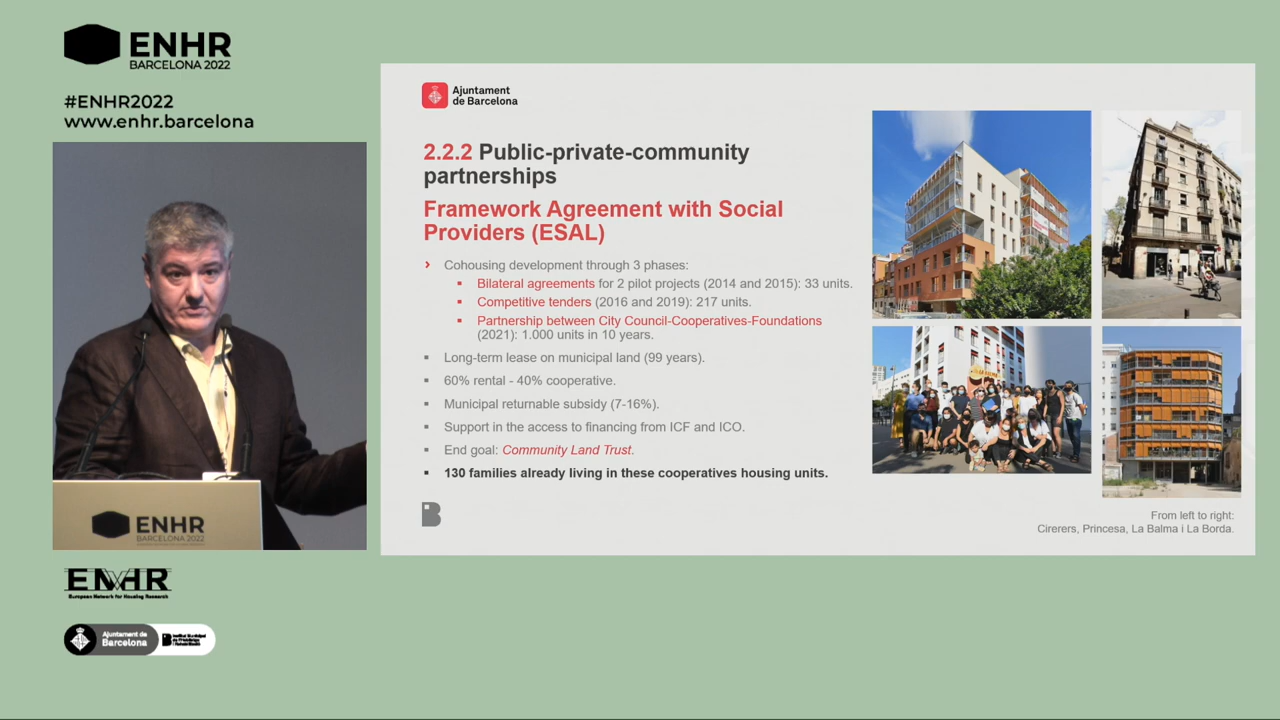 ENHR
BARCELONA 2022
#ENHR2022
www.enhr.barcelona
Ajuntament
de Barcelona
2.2.2 Public-private-community
partnerships
Framework Agreement with Social
Providers (ESAL)
› Cohousing development through 3 phases:
▪ Bilateral agreements for 2 pilot projects (2014 and 2015): 33 units.
▪ Competitive tenders (2016 and 2019): 217 units.
▪ Partnership between City Council-Cooperatives-Foundations
(2021): 1.000 units in 10 years.
▪ Long-term lease on municipal land (99 years).
▪ 60% rental - 40% cooperative.
▪ Municipal returnable subsidy (7-16%).
▪ Support in the access to financing from ICF and ICO.
▪ End goal: Community Land Trust.
▪ 130 families already living in these cooperatives housing units.
B
From left to right:
Cirerers, Princesa, La Balma i La Borda.
ENHR
BARCELONA 2022
ENHR
European Network for Housing Research
Ajuntament de
Barcelona